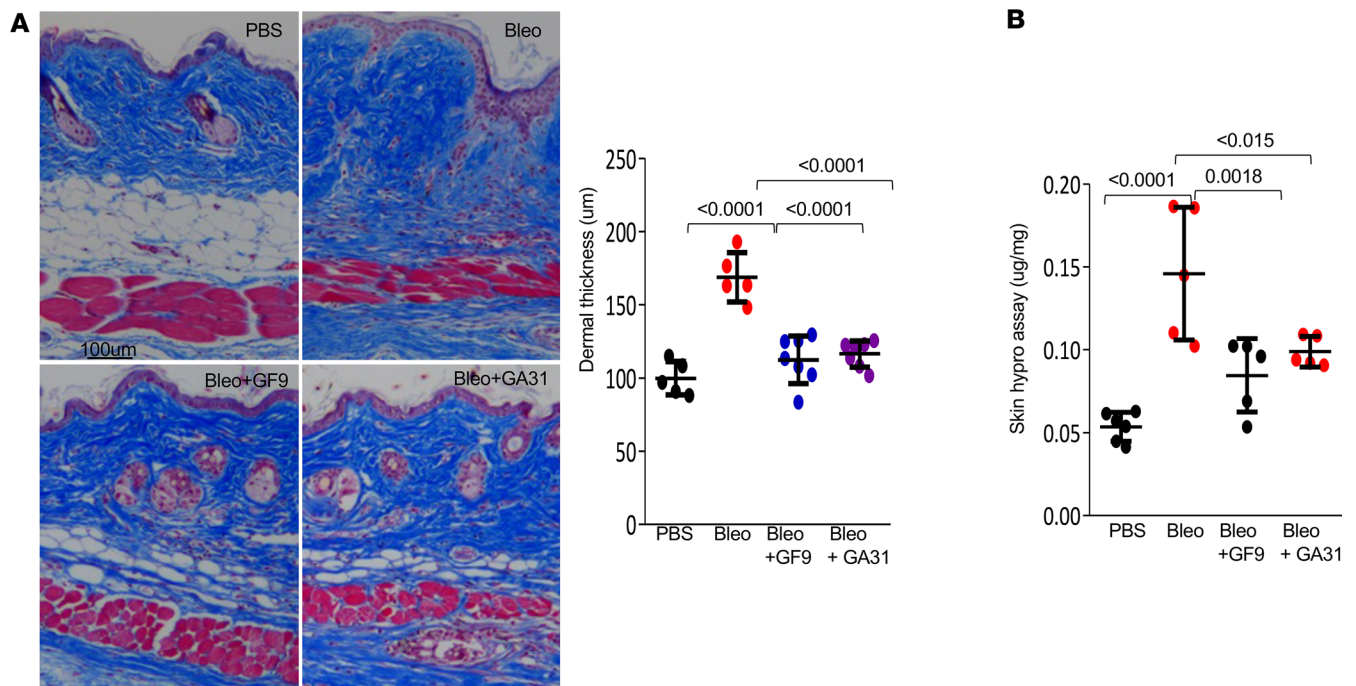 A
PBS
Bleo
100um
Bleo+GF9
Bleo+GA31
Dermal thickness (um)
250
200
150
100
50
0
<0.0001
<0.0001
<0.0001
PBS
Bleo
Bleo
+GF9
Bleo
+ GA31
B
Skin hypro assay (ug/mg)
0.20
0.15
0.10
0.05
0.00
<0.015
<0.0001
0.0018
PBS
Bleo
Bleo
+GF9
Bleo
+ GA31